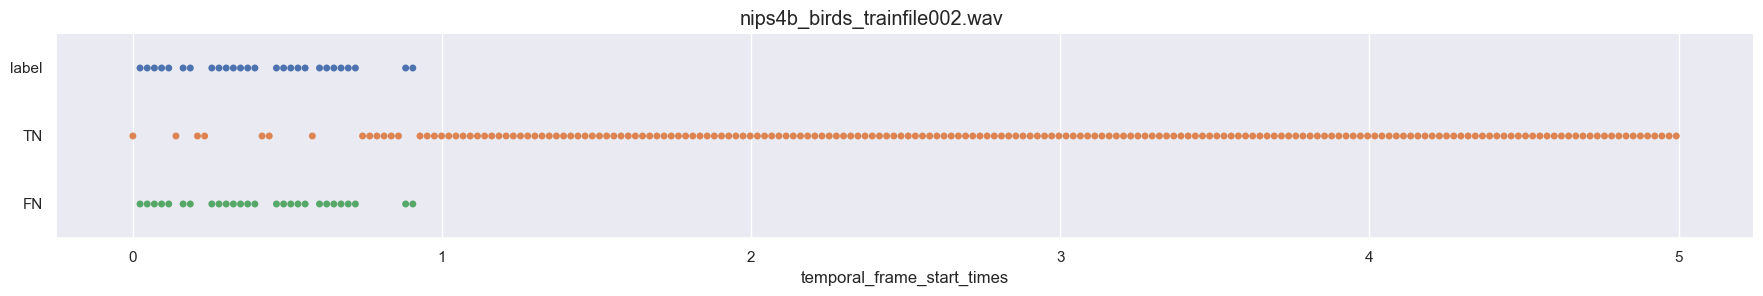 nips4b_birds_trainfile002.wav
label
TN
FN
0 1 2 3 4 5
temporal_frame_start_times